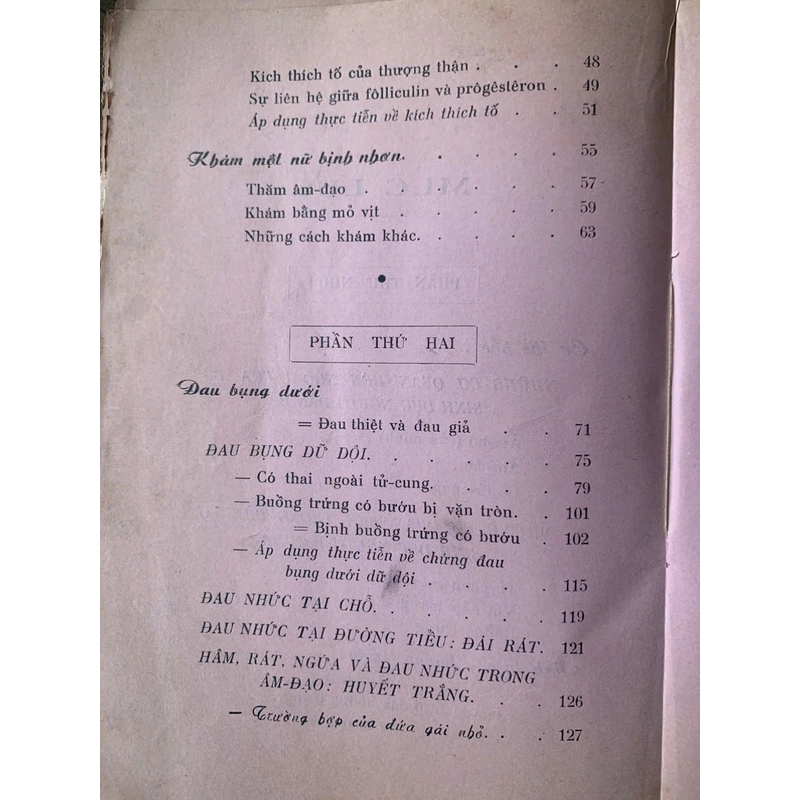 Kích thích tố của thượng thận . . . 48
Sự liên hệ giữa fôlliculin và prôgêstêron . 49
Áp dụng thực tiễn về kích thích tố . . 51
Khám một nữ bịnh nhơn. . . . . 55
Thăm âm-đạo . . . . . . 57
Khám bằng mỏ vịt . . . . . 59
Những cách khám khác. . . . . 63
PHẦN THỨ HAI
Đau bụng dưới
= Đau thiệt và đau giả . . 71
ĐAU BỤNG DỮ DỘI. . . . . . 75
— Có thai ngoài tử-cung. . . . 79
— Buồng trứng có bướu bị vặn tròn. . 101
= Bịnh buồng trứng có bướu . 102
— Áp dụng thực tiễn về chứng đau
bụng dưới dữ dội . . . . 115
ĐAU NHỨC TẠI CHỖ. . . . . . 119
ĐAU NHỨC TẠI ĐƯỜNG TIỂU: ĐÁI RÁT. 121
HÂM, RÁT, NGỨA VÀ ĐAU NHỨC TRONG
ÂM-ĐẠO: HUYẾT TRẮNG. . . 126
— Trường hợp của đứa gái nhỏ. . . 127